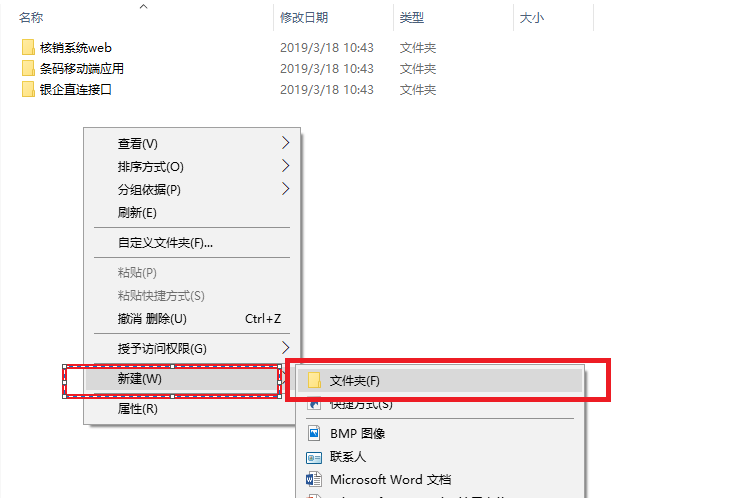 名称 修改日期 类型 大小
核销系统web 2019/3/18 10:43 文件夹
条码移动端应用 2019/3/18 10:43 文件夹
银企直连接口 2019/3/18 10:43 文件夹
查看(V)
排序方式(O)
分组依据(P)
刷新(E)
自定义文件夹(F)...
粘贴(P)
粘贴快捷方式(S)
撤消 删除(U) Ctrl+Z
授予访问权限(G)
新建(W)
属性(R)
文件夹(F)
快捷方式(S)
BMP 图像
联系人
Microsoft Word 文档